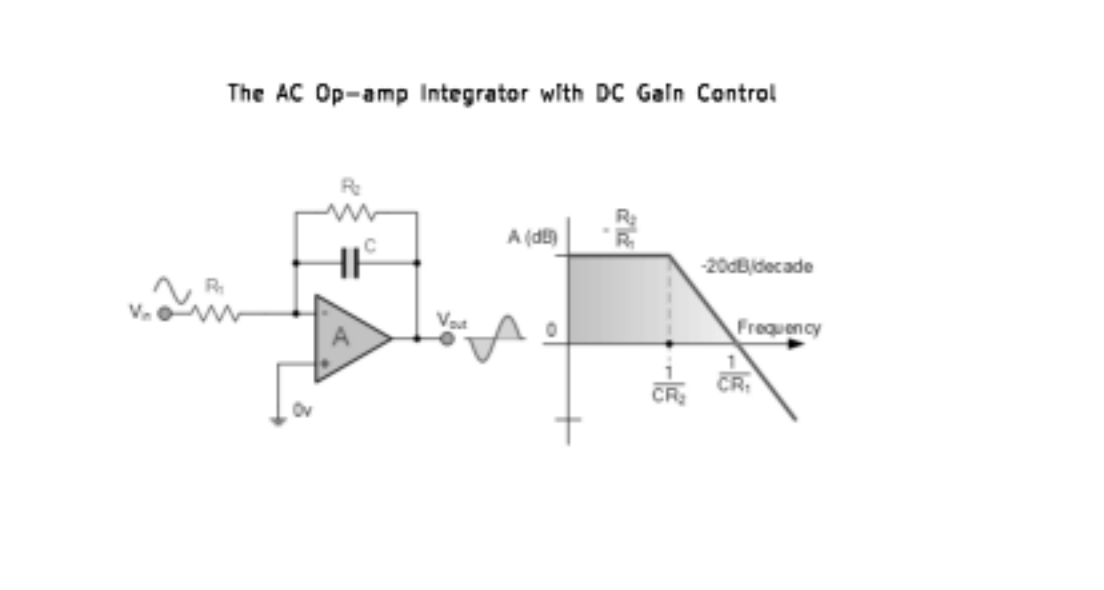 The AC Op-amp Integrator with DC Gain Control
R₂
C
R₁
Vin
-
A
+
Vout
0v
A (dB)
- R₂
R₁
-20dB/decade
0
Frequency
1
CR₂
1
CR₁